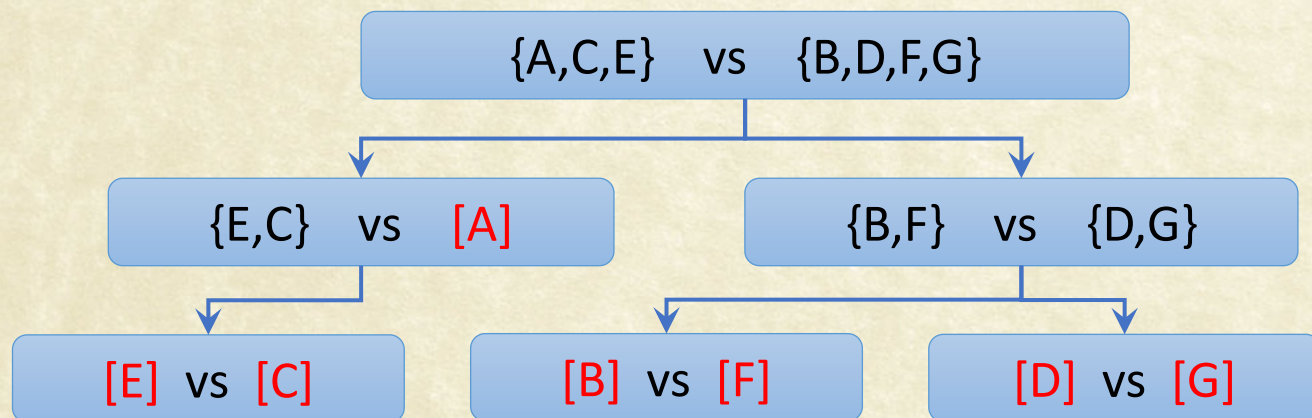 {A,C,E} vs {B,D,F,G}
{E,C} vs [A]
{B,F} vs {D,G}
[E] vs [C]
[B] vs [F]
[D] vs [G]